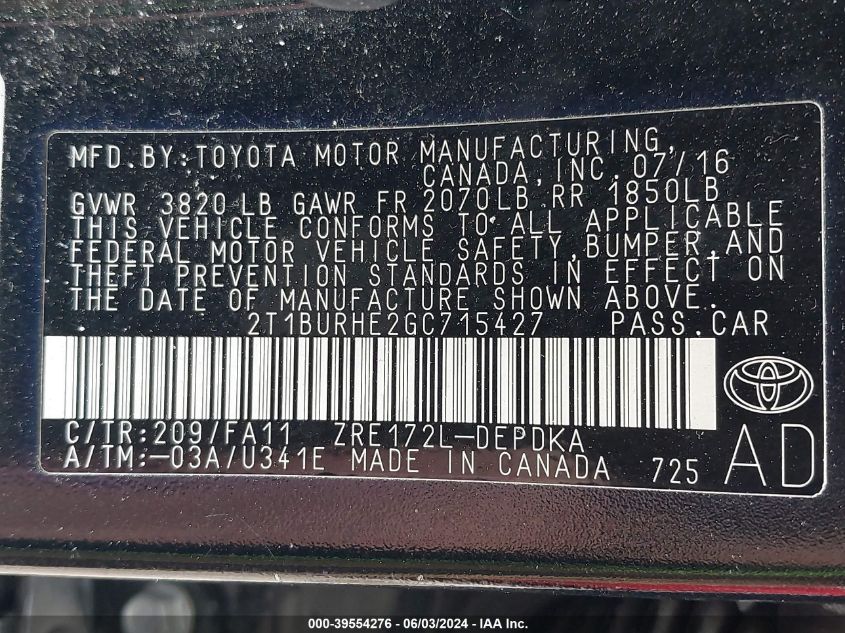 MFD.BY:TOYOTA MOTOR MANUFACTURING,
CANADA,INC. 07/16
GVWR 3820 LB GAWR FR 2070LB RR 1850LB
THIS VEHICLE CONFORMS TO ALL APPLICABLE
FEDERAL MOTOR VEHICLE SAFETY,BUMPER,AND
THEFT PREVENTION STANDARDS IN EFFECT ON
THE DATE OF MANUFACTURE SHOWN ABOVE.
2T1BURHE2GC715427 PASS.CAR
C/TR:209/FA11 ZRE172L-DEPDKA
A/TM:-03A/U341E MADE IN CANADA 725 AD
000-39554276 - 06/03/2024 - IAA Inc.